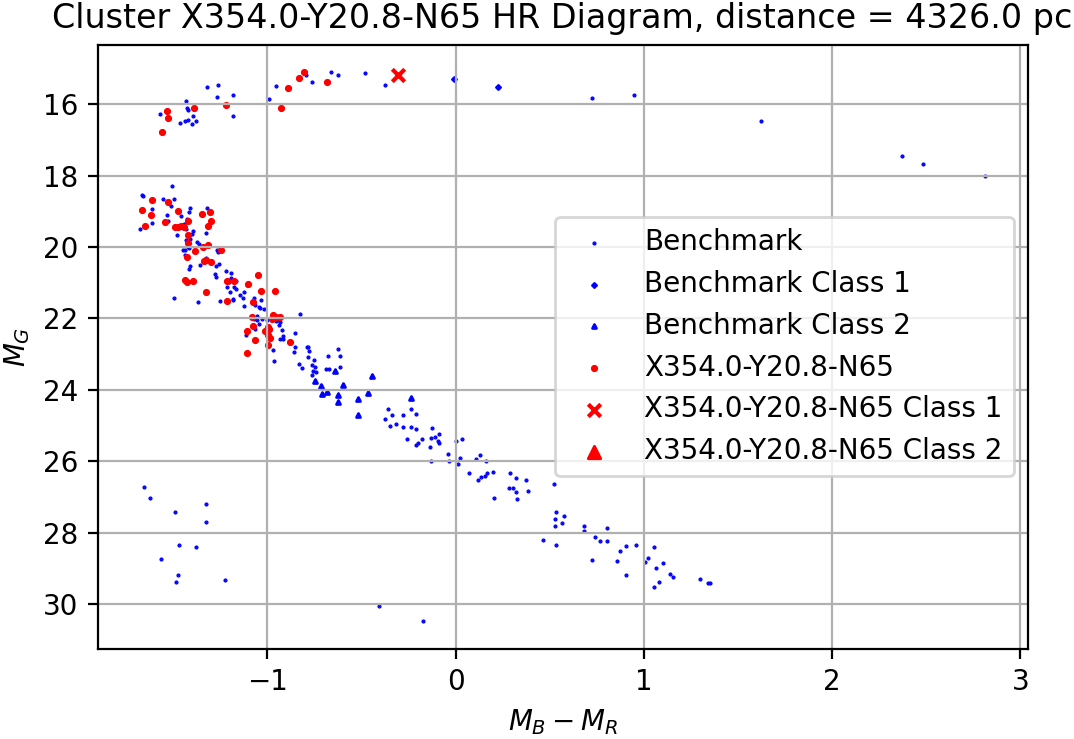 Cluster X354.0-Y20.8-N65 HR Diagram, distance = 4326.0 pc
16
18
20
22
24
26
28
30
M_G
Benchmark
Benchmark Class 1
Benchmark Class 2
X354.0-Y20.8-N65
X354.0-Y20.8-N65 Class 1
X354.0-Y20.8-N65 Class 2
−1 0 1 2 3
M_B − M_R